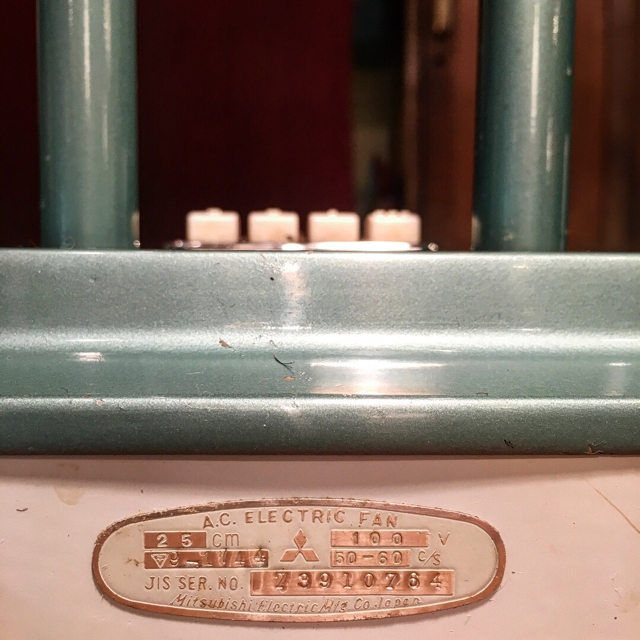 A.C. ELECTRIC FAN
25 cm 100 V
50-60 C/S
JIS SER. NO. 73910764
Mitsubishi Electric Mfg. Co. Japan